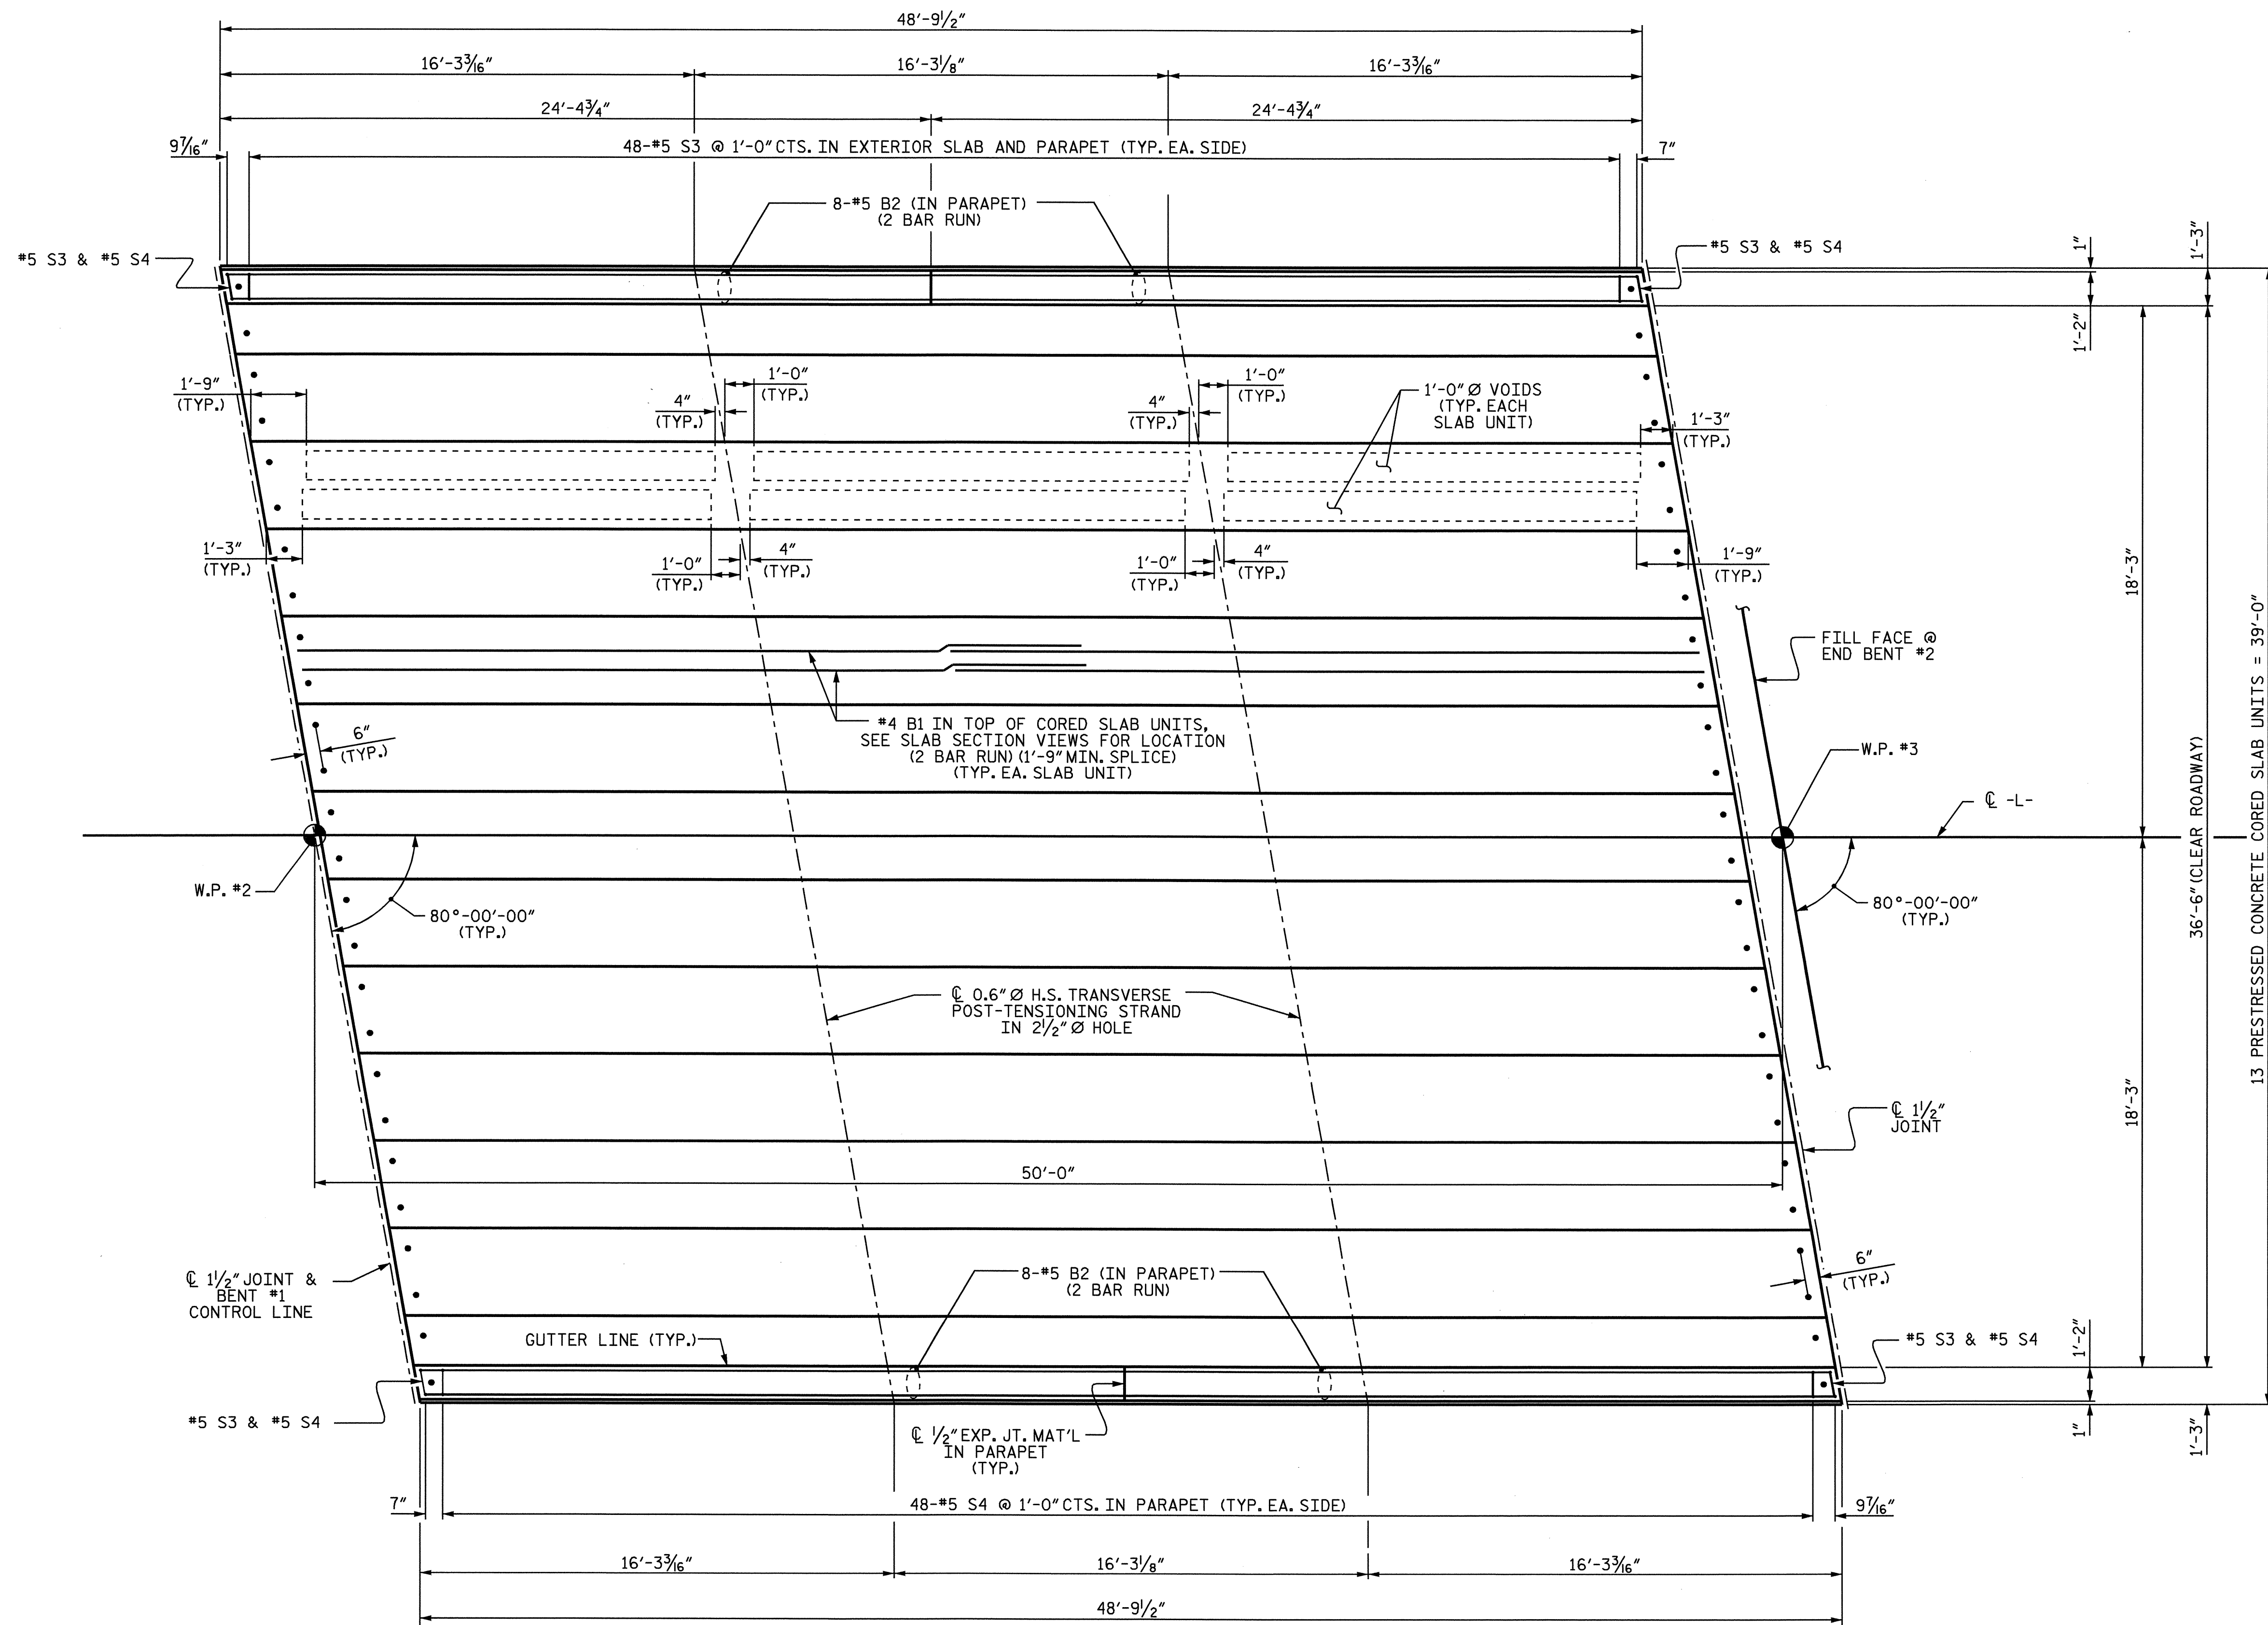 48'-9½"
16'-3³⁄₁₆" 16'-3⅛" 16'-3³⁄₁₆"
24'-4¾" 24'-4¾"
9⁷⁄₁₆" 48-#5 S3 @ 1'-0" CTS. IN EXTERIOR SLAB AND PARAPET (TYP. EA. SIDE) 7"
8-#5 B2 (IN PARAPET)
(2 BAR RUN)
#5 S3 & #5 S4
#5 S3 & #5 S4
1"
1'-3"
1'-2"
1'-9"
(TYP.)
4"
(TYP.)
1'-0"
(TYP.)
4"
(TYP.)
1'-0"
(TYP.)
1'-0" Ø VOIDS
(TYP. EACH
SLAB UNIT)
1'-3"
(TYP.)
1'-3"
(TYP.)
1'-0"
(TYP.)
4"
(TYP.)
1'-0"
(TYP.)
4"
(TYP.)
1'-9"
(TYP.)
18'-3"
36'-6" (CLEAR ROADWAY)
13 PRESTRESSED CONCRETE CORED SLAB UNITS = 39'-0"
FILL FACE @
END BENT #2
#4 B1 IN TOP OF CORED SLAB UNITS,
SEE SLAB SECTION VIEWS FOR LOCATION
(2 BAR RUN) (1'-9" MIN. SPLICE)
(TYP. EA. SLAB UNIT)
6"
(TYP.)
W.P. #3
℄ -L-
W.P. #2
80°-00'-00"
(TYP.)
80°-00'-00"
(TYP.)
℄ 0.6" Ø H.S. TRANSVERSE
POST-TENSIONING STRAND
IN 2½" Ø HOLE
18'-3"
℄ 1½"
JOINT
50'-0"
℄ 1½" JOINT &
BENT #1
CONTROL LINE
8-#5 B2 (IN PARAPET)
(2 BAR RUN)
6"
(TYP.)
GUTTER LINE (TYP.)
#5 S3 & #5 S4
1'-2"
#5 S3 & #5 S4
℄ ½" EXP. JT. MAT'L
IN PARAPET
(TYP.)
1"
1'-3"
7" 48-#5 S4 @ 1'-0" CTS. IN PARAPET (TYP. EA. SIDE) 9⁷⁄₁₆"
16'-3³⁄₁₆" 16'-3⅛" 16'-3³⁄₁₆"
48'-9½"